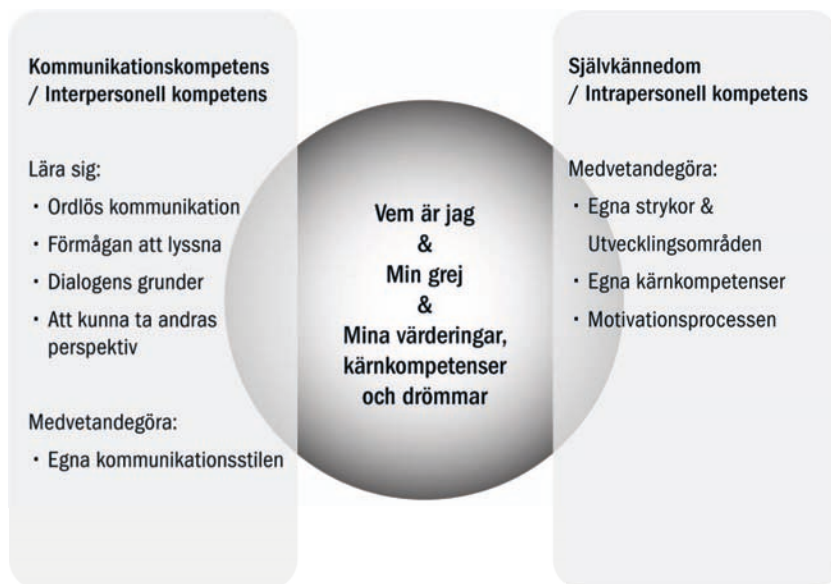 Kommunikationskompetens
/ Interpersonell kompetens
Lära sig:
· Ordlös kommunikation
· Förmågan att lyssna
· Dialogens grunder
· Att kunna ta andras
perspektiv
Medvetandegöra:
· Egna kommunikationsstilen
Vem är jag
&
Min grej
&
Mina värderingar,
kärnkompetenser
och drömmar
Självkännedom
/ Intrapersonell kompetens
Medvetandegöra:
· Egna strykor &
Utvecklingsområden
· Egna kärnkompetenser
· Motivationsprocessen